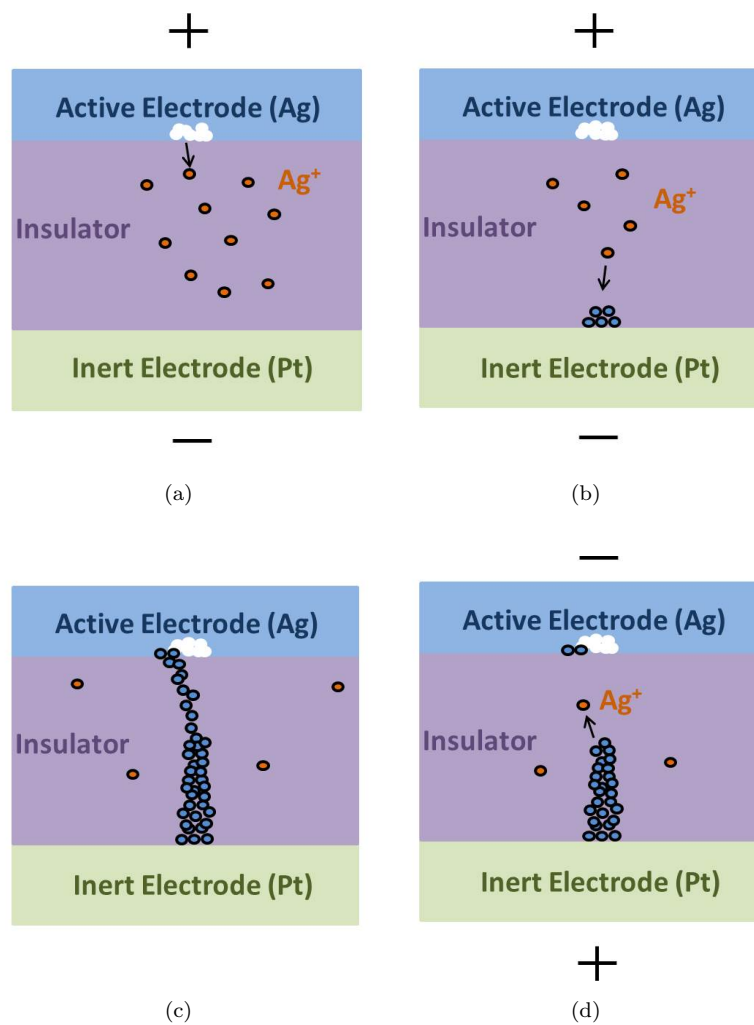 +
+
Active Electrode (Ag)
Active Electrode (Ag)
Ag⁺
Ag⁺
Insulator
Insulator
Inert Electrode (Pt)
Inert Electrode (Pt)
—
—
(a)
(b)
—
Active Electrode (Ag)
Active Electrode (Ag)
Ag⁺
Insulator
Insulator
Inert Electrode (Pt)
Inert Electrode (Pt)
+
(c)
(d)